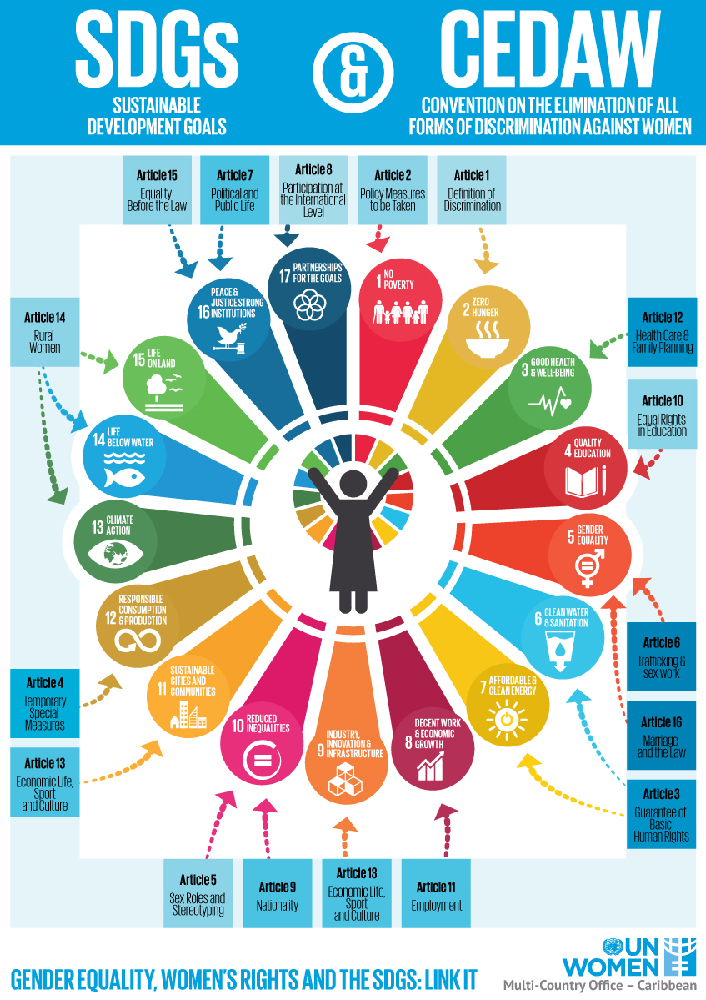 SDGs
SUSTAINABLE
DEVELOPMENT GOALS
&
CEDAW
CONVENTION ON THE ELIMINATION OF ALL
FORMS OF DISCRIMINATION AGAINST WOMEN
Article 15
Equality
Before the Law
Article 7
Political and
Public Life
Article 8
Participation at
the International
Level
Article 2
Policy Measures
to be Taken
Article 1
Definition of
Discrimination
Article 14
Rural
Women
Article 12
Health Care &
Family Planning
Article 10
Equal Rights
in Education
17 PARTNERSHIPS
FOR THE GOALS
1 NO
POVERTY
16 PEACE &
JUSTICE STRONG
INSTITUTIONS
2 ZERO
HUNGER
15 LIFE
ON LAND
3 GOOD HEALTH
& WELL-BEING
14 LIFE
BELOW WATER
4 QUALITY
EDUCATION
13 CLIMATE
ACTION
5 GENDER
EQUALITY
12 RESPONSIBLE
CONSUMPTION
& PRODUCTION
6 CLEAN WATER
& SANITATION
11 SUSTAINABLE
CITIES AND
COMMUNITIES
7 AFFORDABLE &
CLEAN ENERGY
10 REDUCED
INEQUALITIES
9 INDUSTRY,
INNOVATION &
INFRASTRUCTURE
8 DECENT WORK
& ECONOMIC
GROWTH
Article 4
Temporary
Special
Measures
Article 13
Economic Life,
Sport
and Culture
Article 6
Trafficking &
sex work
Article 16
Marriage
and the Law
Article 3
Guarantee of
Basic
Human Rights
Article 5
Sex Roles and
Stereotyping
Article 9
Nationality
Article 13
Economic Life,
Sport
and Culture
Article 11
Employment
GENDER EQUALITY, WOMEN'S RIGHTS AND THE SDGS: LINK IT
UN
WOMEN
Multi-Country Office – Caribbean